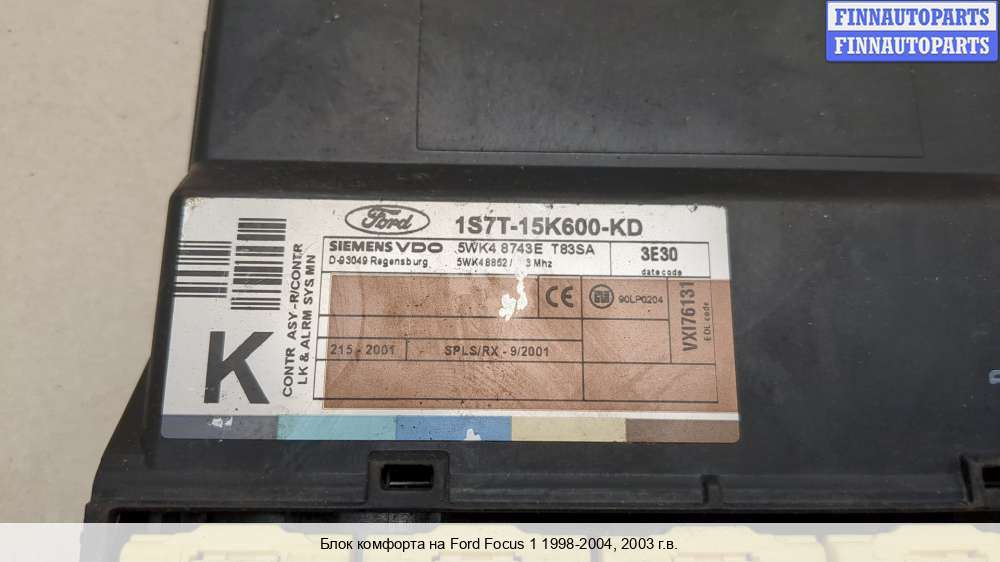 FINNAUTOPARTS
FINNAUTOPARTS
Ford
1S7T-15K600-KD
SIEMENS VDO
5WK4 8743E T83SA
3E30
D-93049 Regensburg
5WK48852/ 3 Mhz
date code
CE
90LP0204
VXI76131
EOL code
215 - 2001
SPLS/RX - 9/2001
K
CONTR ASY-R/CONTR
LK & ALRM SYS MN
Блок комфорта на Ford Focus 1 1998-2004, 2003 г.в.